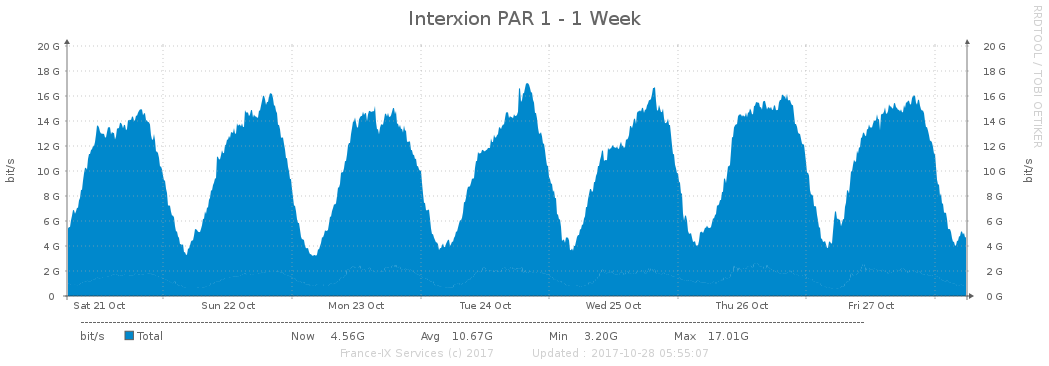 Interxion PAR 1 - 1 Week
RRDTOOL / TOBI OETIKER
bit/s
20 G 20 G
18 G 18 G
16 G 16 G
14 G 14 G
12 G 12 G
10 G 10 G
8 G 8 G
6 G 6 G
4 G 4 G
2 G 2 G
0 0 G
bit/s
Sat 21 Oct Sun 22 Oct Mon 23 Oct Tue 24 Oct Wed 25 Oct Thu 26 Oct Fri 27 Oct
bit/s Total Now 4.56G Avg 10.67G Min 3.20G Max 17.01G
France-IX Services (c) 2017 Updated : 2017-10-28 05:55:07